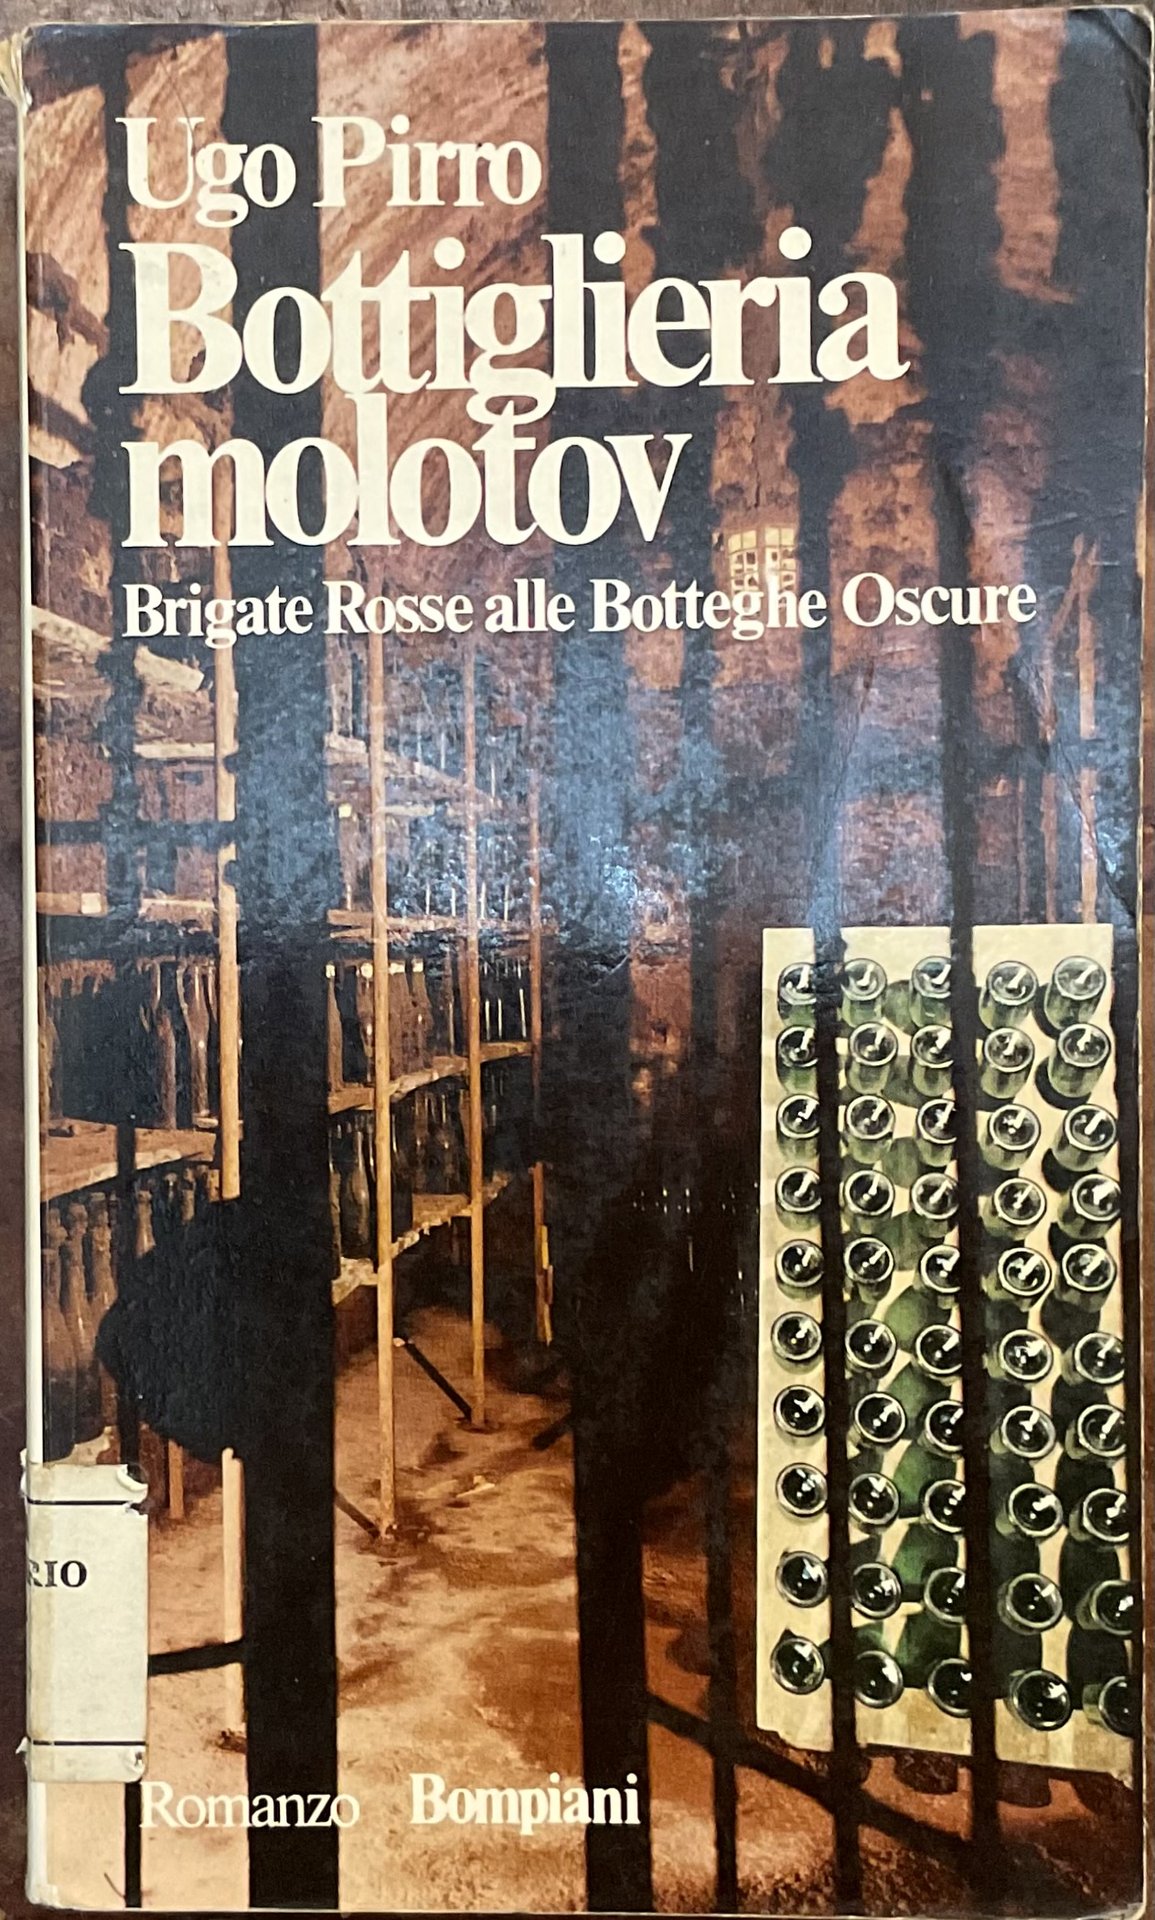 Ugo Pirro
Bottiglieria
molotov
Brigate Rosse alle Botteghe Oscure
RIO
Romanzo Bompiani